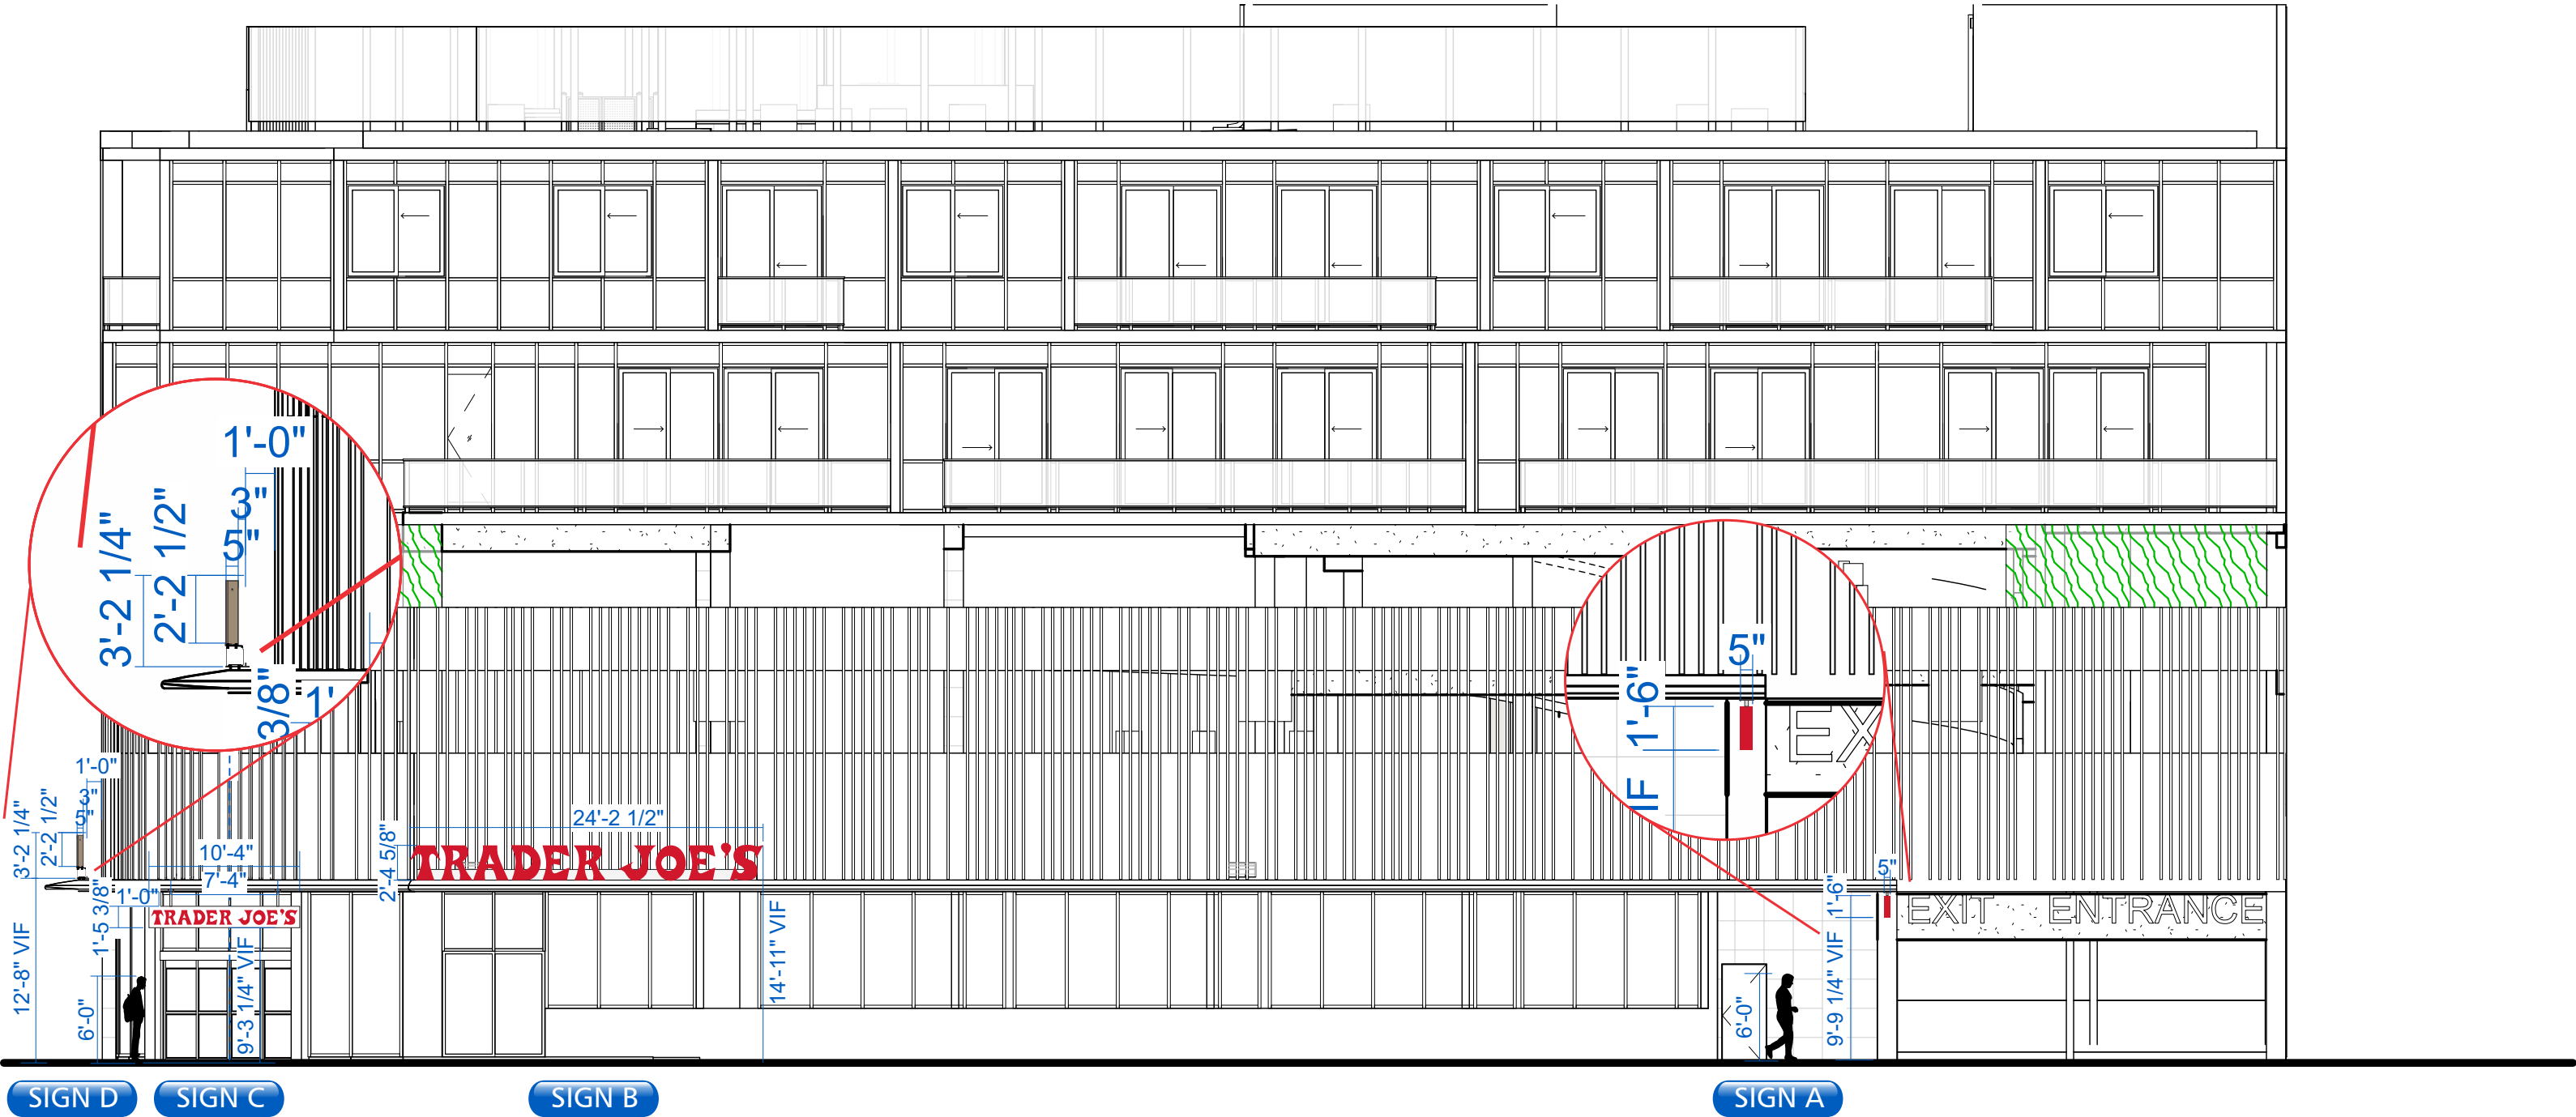 1'-0"
3"
5"
3'-2 1/4"
2'-2 1/2"
3/8"
1'
5"
1'-6"
IF
EX
1'-0"
3"
5"
3'-2 1/4"
2'-2 1/2"
10'-4"
7'-4"
1'-0"
1'-5 3/8"
12'-8" VIF
6'-0"
9'-3 1/4" VIF
TRADER JOE'S
2'-4 5/8"
24'-2 1/2"
TRADER JOE'S
14'-11" VIF
5"
1'-6"
9'-9 1/4" VIF
6'-0"
EXIT ENTRANCE
SIGN D
SIGN C
SIGN B
SIGN A